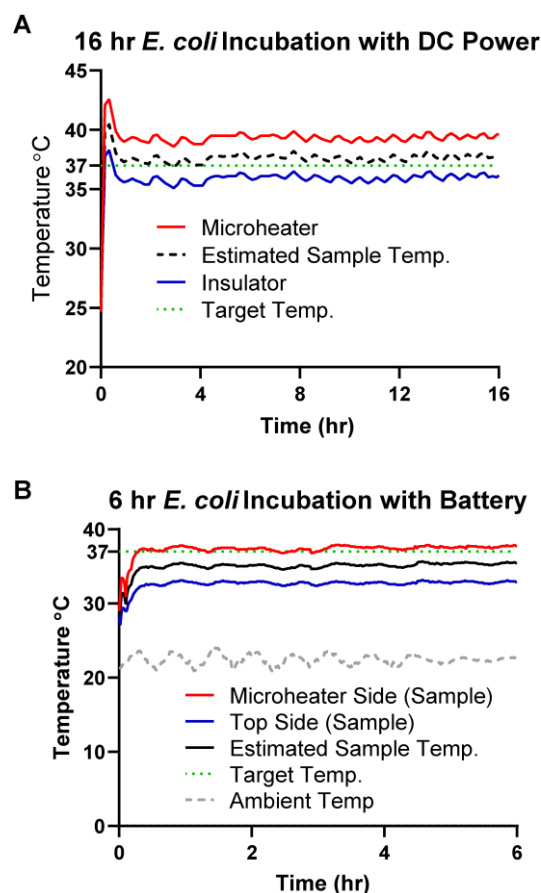 A
16 hr E. coli Incubation with DC Power
45
40
37
35
30
25
20
Temperature °C
Microheater
Estimated Sample Temp.
Insulator
Target Temp.
0
4
8
12
16
Time (hr)
B
6 hr E. coli Incubation with Battery
40
37
30
20
10
0
Temperature °C
Microheater Side (Sample)
Top Side (Sample)
Estimated Sample Temp.
Target Temp.
Ambient Temp
0
2
4
6
Time (hr)